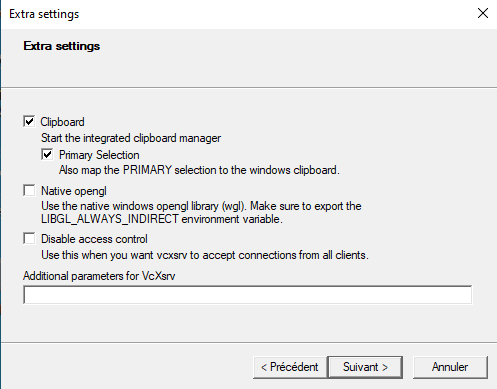 Extra settings
Extra settings
Clipboard
Start the integrated clipboard manager
Primary Selection
Also map the PRIMARY selection to the windows clipboard.
Native opengl
Use the native windows opengl library (wgl). Make sure to export the
LIBGL_ALWAYS_INDIRECT environment variable.
Disable access control
Use this when you want vcxsrv to accept connections from all clients.
Additional parameters for VcXsrv
< Précédent
Suivant >
Annuler